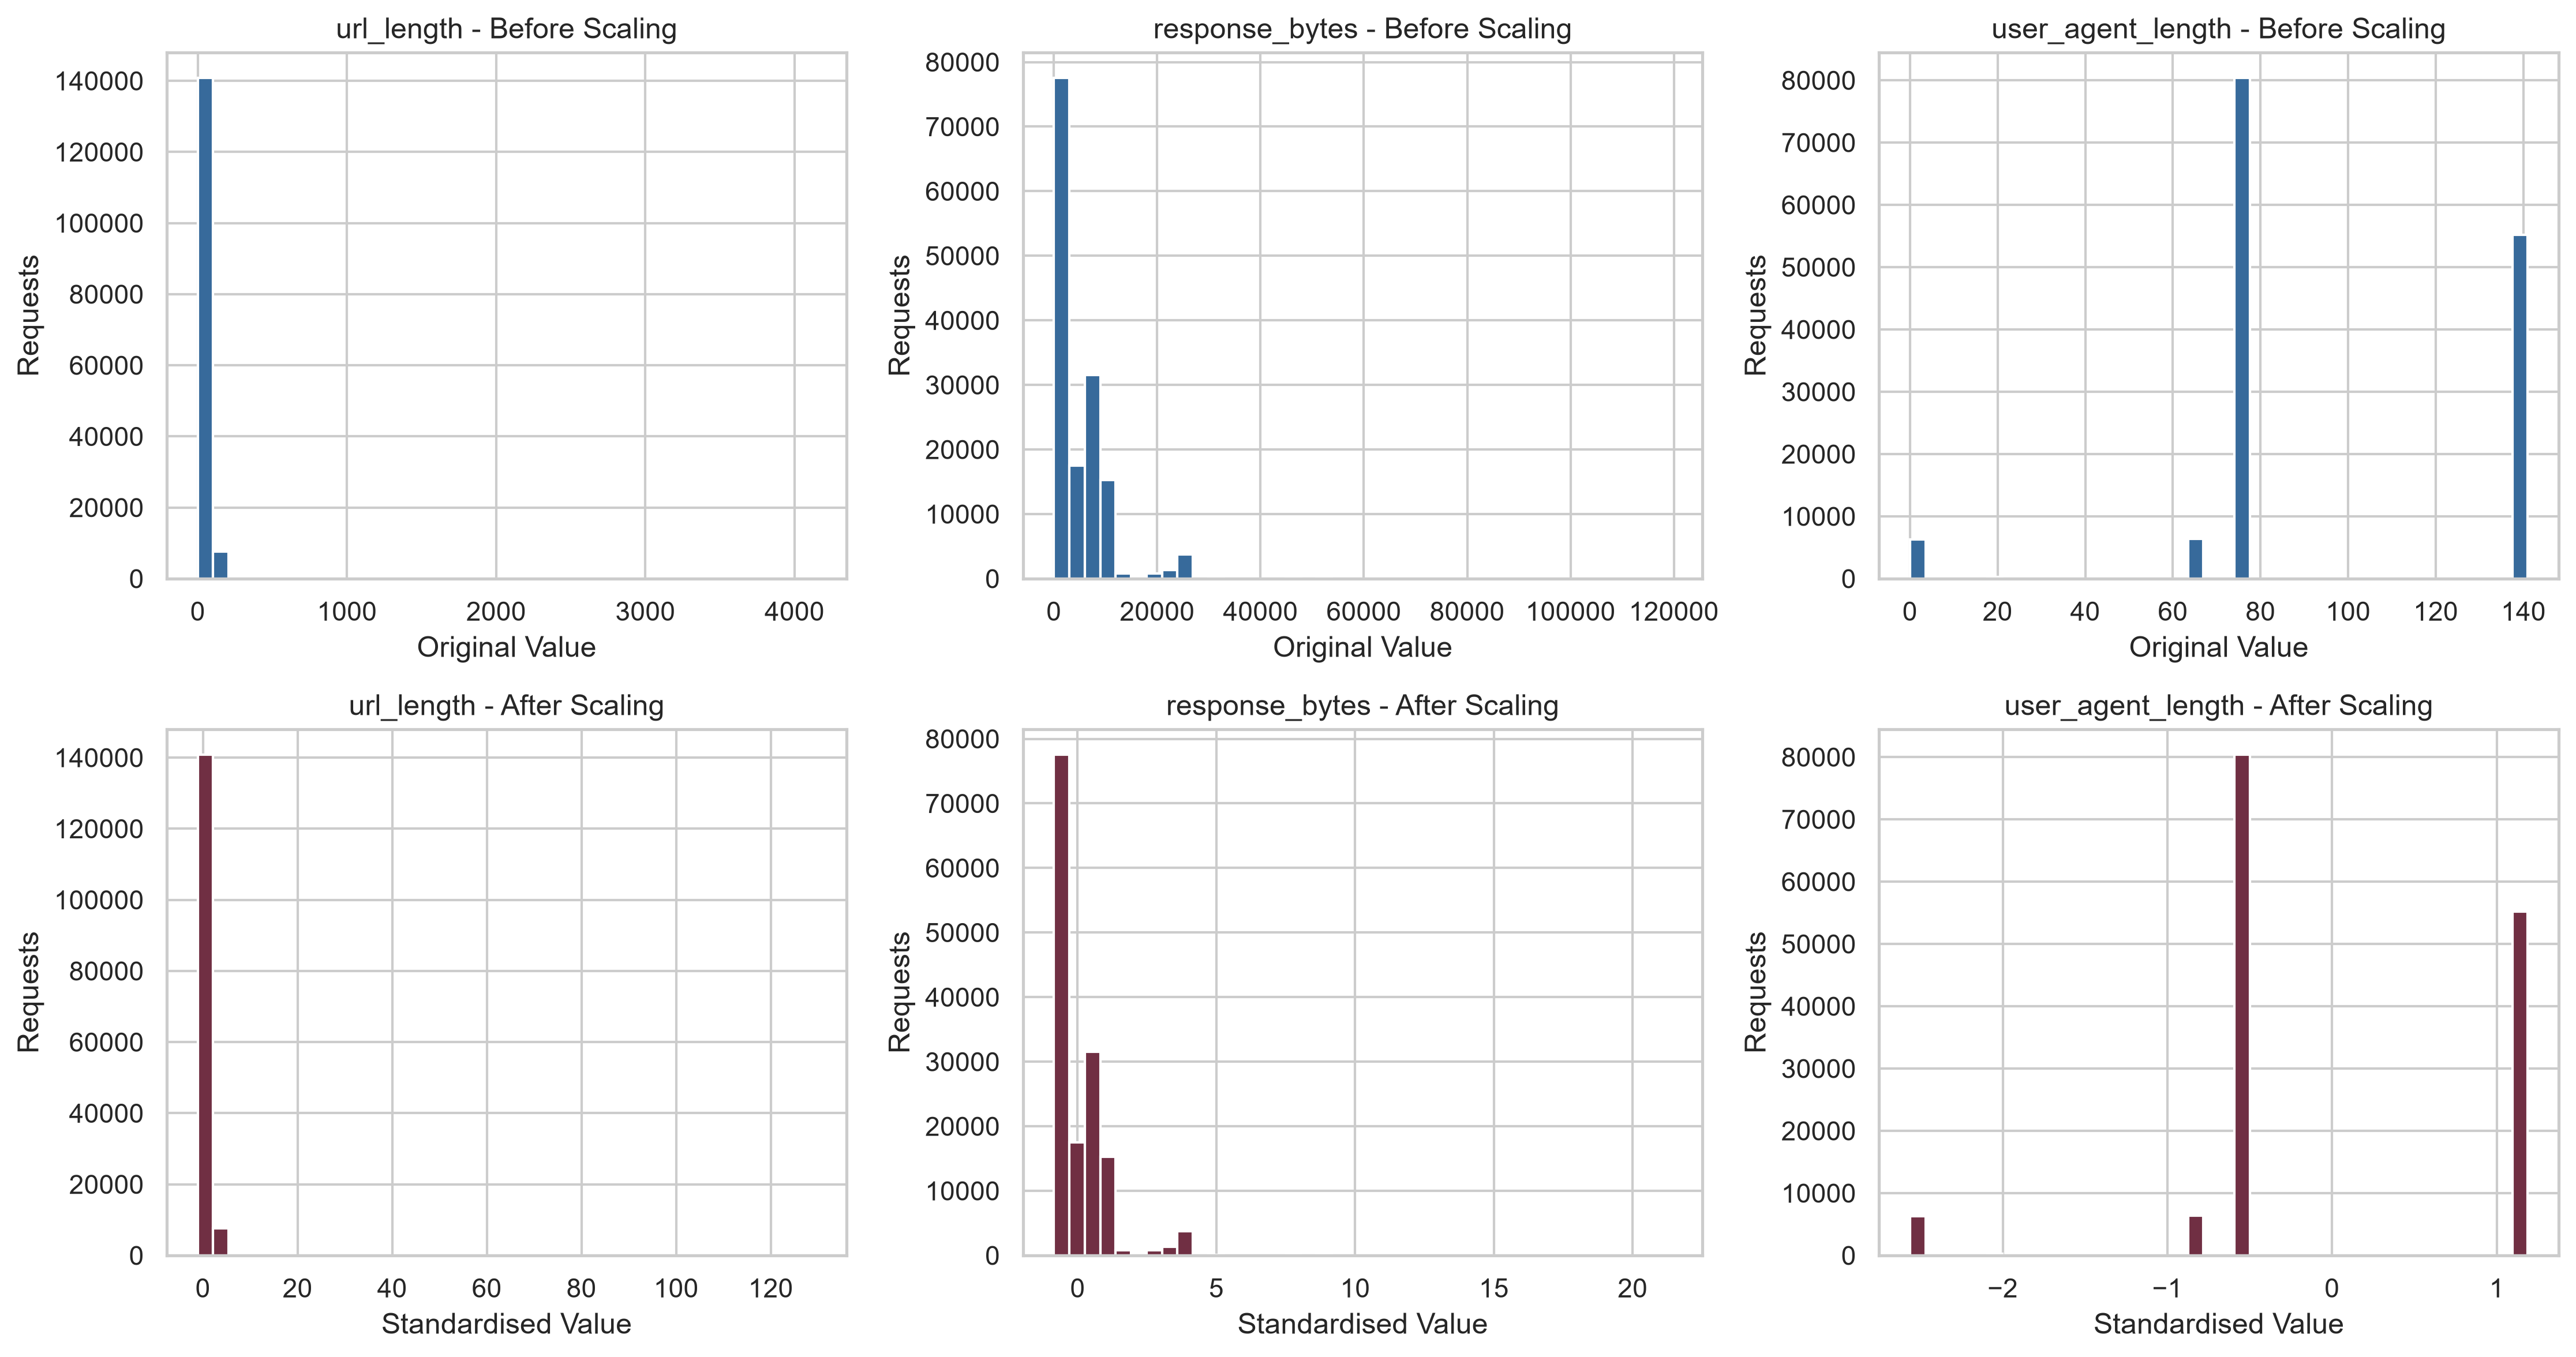 url_length - Before Scaling
140000
120000
100000
80000
60000
40000
20000
0
Requests
0 1000 2000 3000 4000
Original Value
response_bytes - Before Scaling
80000
70000
60000
50000
40000
30000
20000
10000
0
Requests
0 20000 40000 60000 80000 100000 120000
Original Value
user_agent_length - Before Scaling
80000
70000
60000
50000
40000
30000
20000
10000
0
Requests
0 20 40 60 80 100 120 140
Original Value
url_length - After Scaling
140000
120000
100000
80000
60000
40000
20000
0
Requests
0 20 40 60 80 100 120
Standardised Value
response_bytes - After Scaling
80000
70000
60000
50000
40000
30000
20000
10000
0
Requests
0 5 10 15 20
Standardised Value
user_agent_length - After Scaling
80000
70000
60000
50000
40000
30000
20000
10000
0
Requests
−2 −1 0 1
Standardised Value